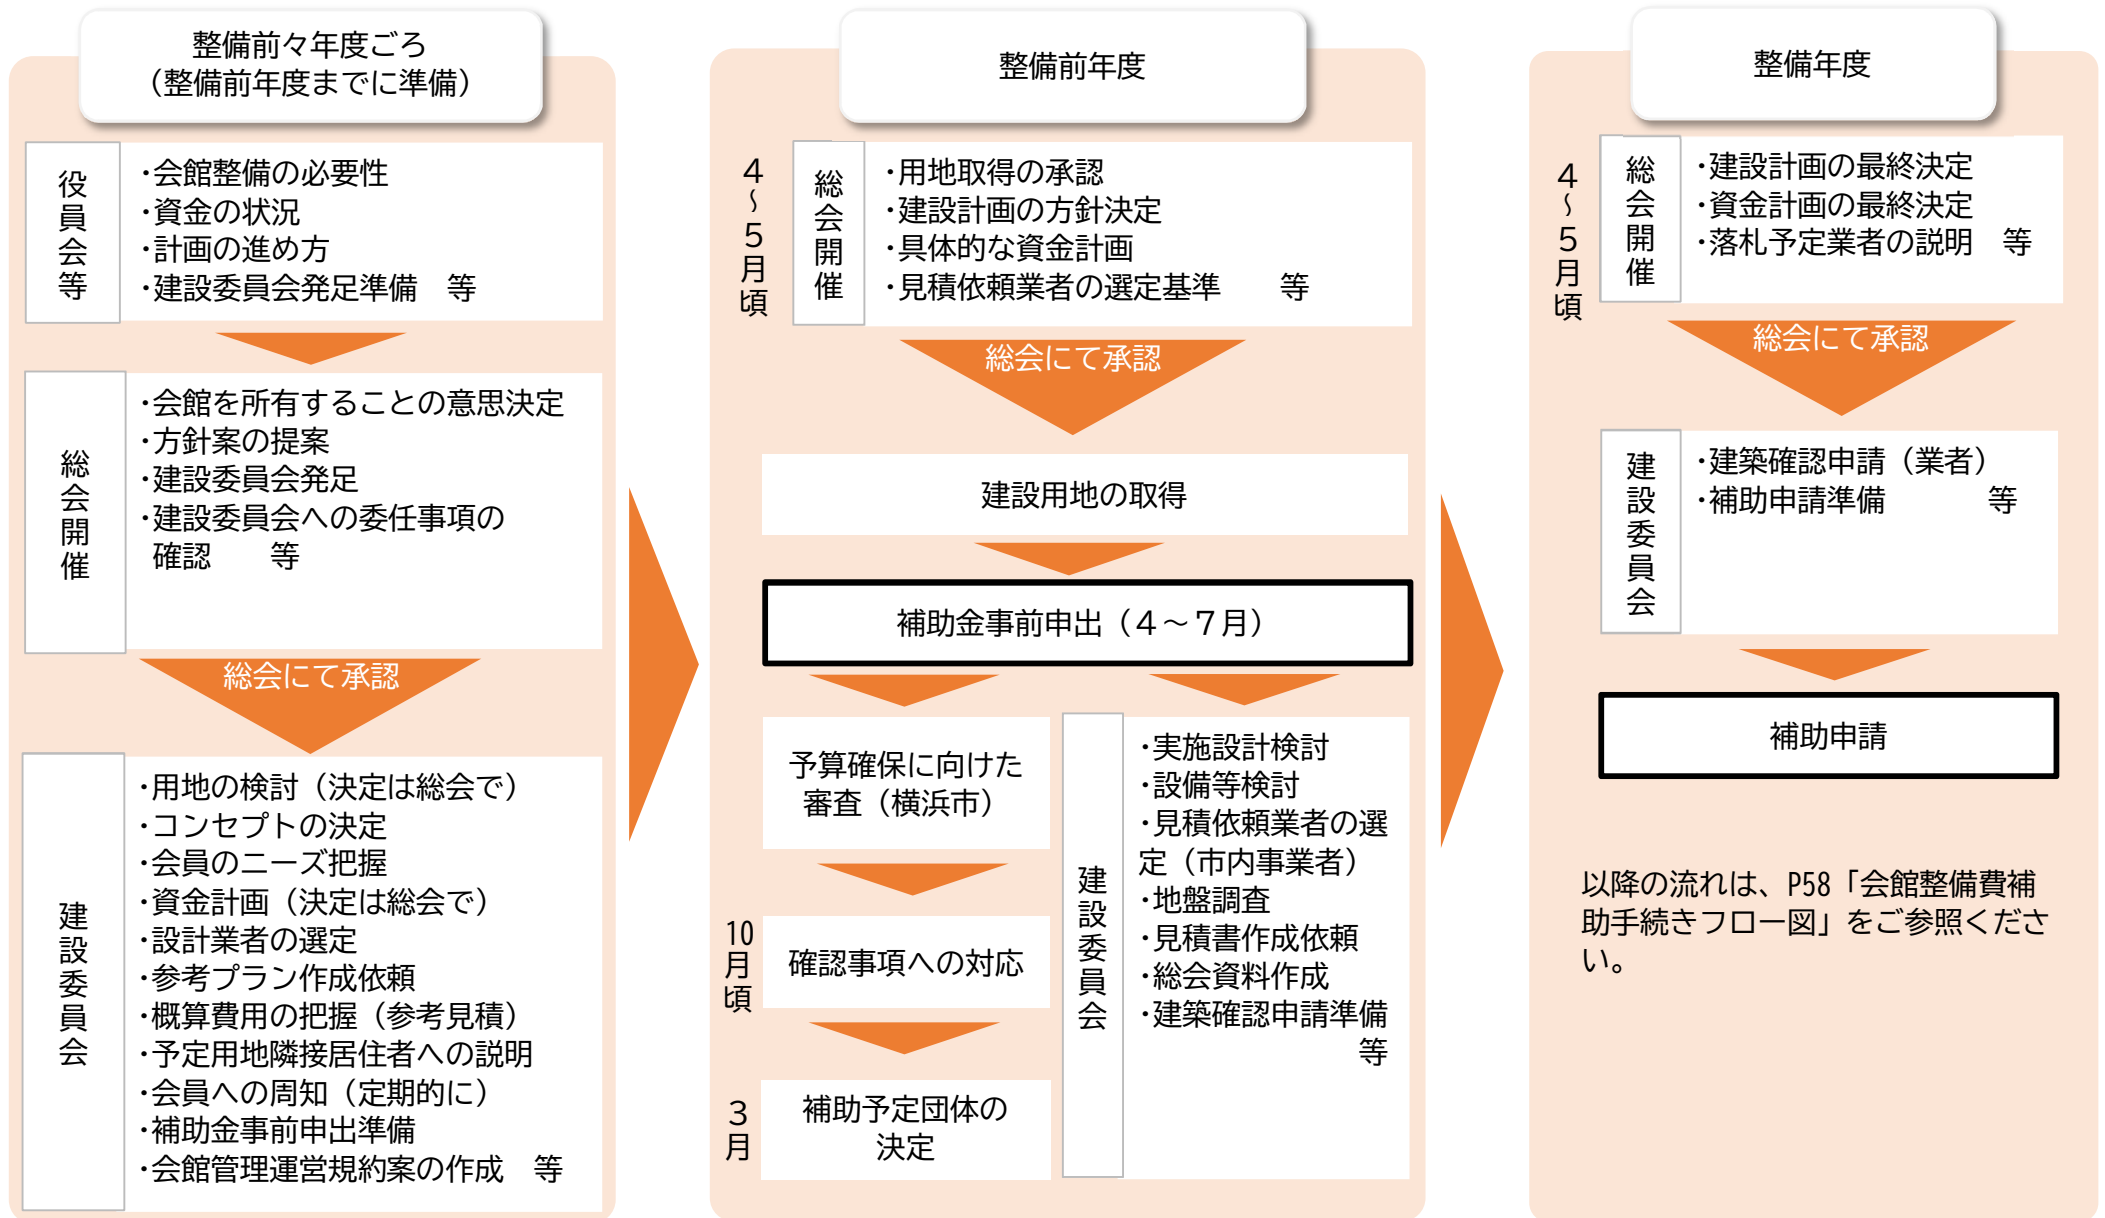 整備前々年度ごろ
（整備前年度までに準備）
役員会等
・会館整備の必要性
・資金の状況
・計画の進め方
・建設委員会発足準備　等
総会開催
・会館を所有することの意思決定
・方針案の提案
・建設委員会発足
・建設委員会への委任事項の
確認　　等
総会にて承認
建設委員会
・用地の検討（決定は総会で）
・コンセプトの決定
・会員のニーズ把握
・資金計画（決定は総会で）
・設計業者の選定
・参考プラン作成依頼
・概算費用の把握（参考見積）
・予定用地隣接居住者への説明
・会員への周知（定期的に）
・補助金事前申出準備
・会館管理運営規約案の作成　等
整備前年度
４～５月頃
総会開催
・用地取得の承認
・建設計画の方針決定
・具体的な資金計画
・見積依頼業者の選定基準　　等
総会にて承認
建設用地の取得
補助金事前申出（４～７月）
予算確保に向けた
審査（横浜市）
10月頃
確認事項への対応
３月
補助予定団体の
決定
建設委員会
・実施設計検討
・設備等検討
・見積依頼業者の選
定（市内事業者）
・地盤調査
・見積書作成依頼
・総会資料作成
・建築確認申請準備
等
整備年度
４～５月頃
総会開催
・建設計画の最終決定
・資金計画の最終決定
・落札予定業者の説明　等
総会にて承認
建設委員会
・建築確認申請（業者）
・補助申請準備　　　等
補助申請
以降の流れは、P58「会館整備費補
助手続きフロー図」をご参照くださ
い。